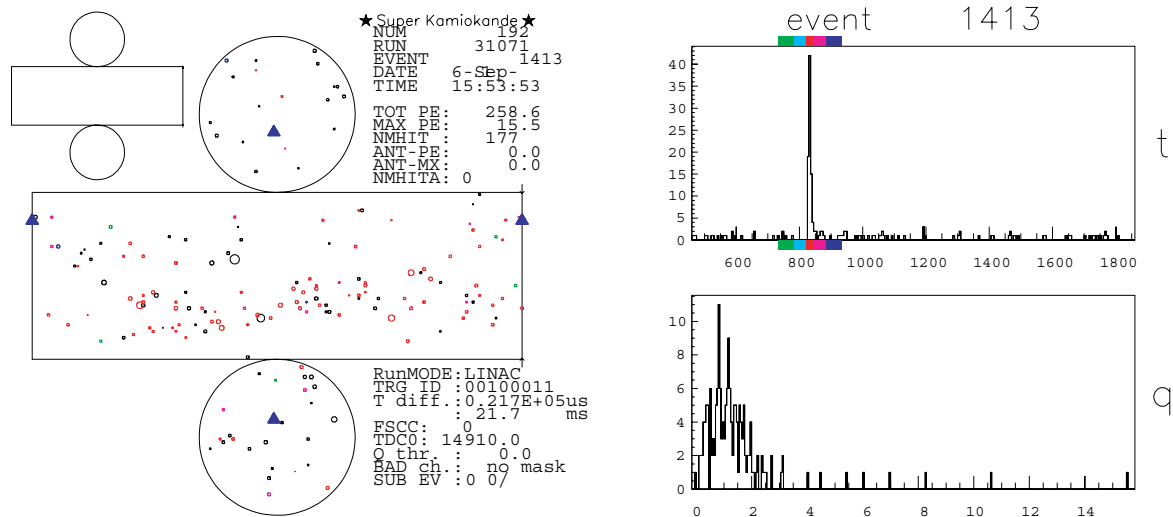 ★ Super Kamiokande ★
NUM 192
RUN 31071
EVENT 1413
TIME 15:53:53
TOT PE: 258.6
MAX PE: 15.5
NMHIT : 177
ANT-PE: 0.0
ANT-MX: 0.0
NMHITA: 0
RunMODE:LINAC
TRG ID :00100011
T diff.:0.217E+05us
: 21.7 ms
FSCC: 0
TDC0: 14910.0
Q thr. : 0.0
BAD ch.: no mask
SUB EV :0 0/
event 1413
40
35
30
25
20
15
10
5
0
600 800 1000 1200 1400 1600 1800
t
10
8
6
4
2
0
0 2 4 6 8 10 12 14
q